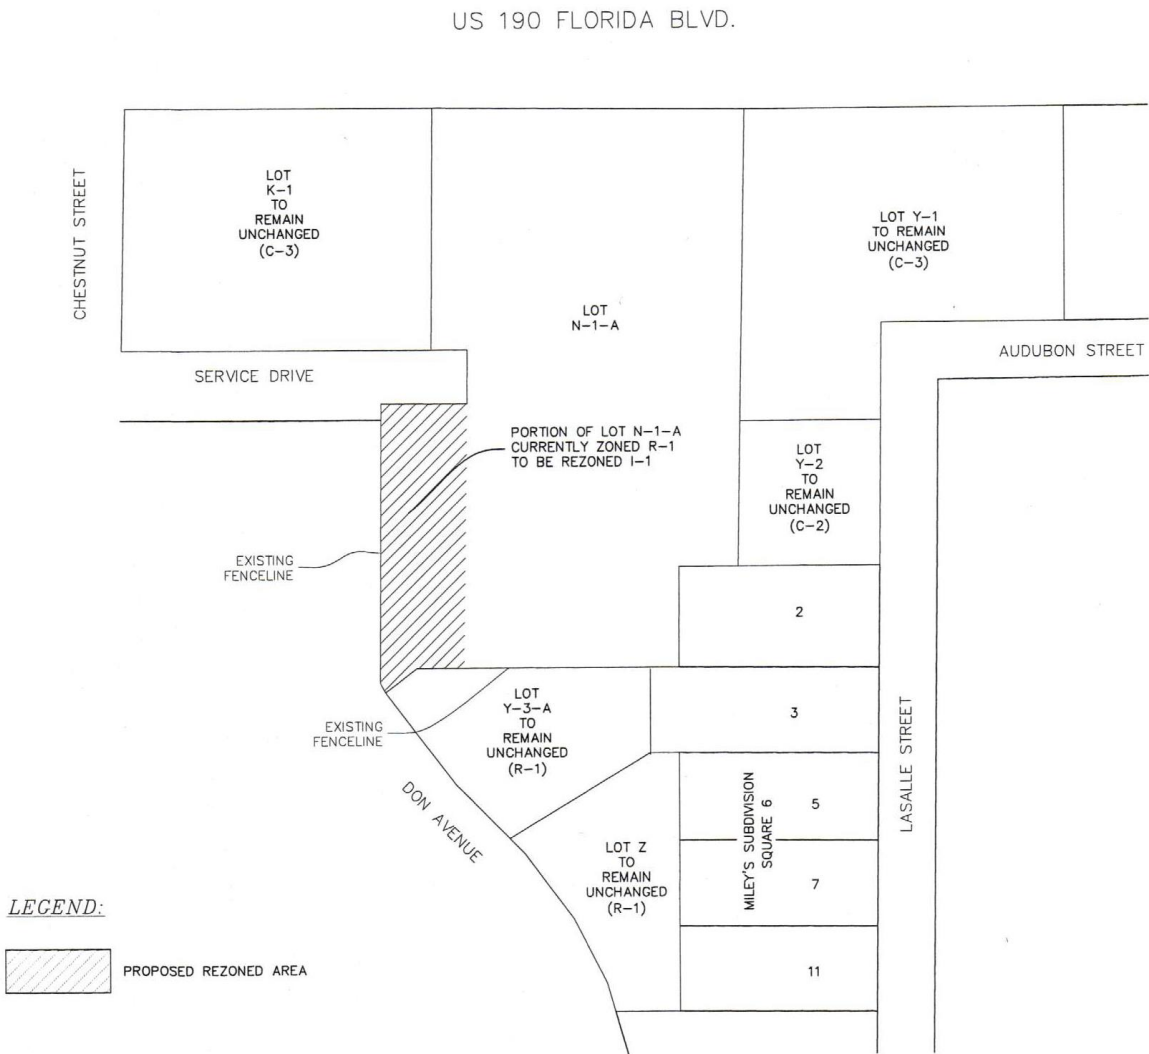 US 190 FLORIDA BLVD.
CHESTNUT STREET
LOT
K-1
TO
REMAIN
UNCHANGED
(C-3)
LOT Y-1
TO REMAIN
UNCHANGED
(C-3)
LOT
N-1-A
AUDUBON STREET
SERVICE DRIVE
PORTION OF LOT N-1-A
CURRENTLY ZONED R-1
TO BE REZONED I-1
LOT
Y-2
TO
REMAIN
UNCHANGED
(C-2)
EXISTING
FENCELINE
2
LOT
Y-3-A
TO
REMAIN
UNCHANGED
(R-1)
3
EXISTING
FENCELINE
LASALLE STREET
DON AVENUE
MILEY'S SUBDIVISION
SQUARE 6
5
LOT Z
TO
REMAIN
UNCHANGED
(R-1)
7
11
LEGEND:
PROPOSED REZONED AREA